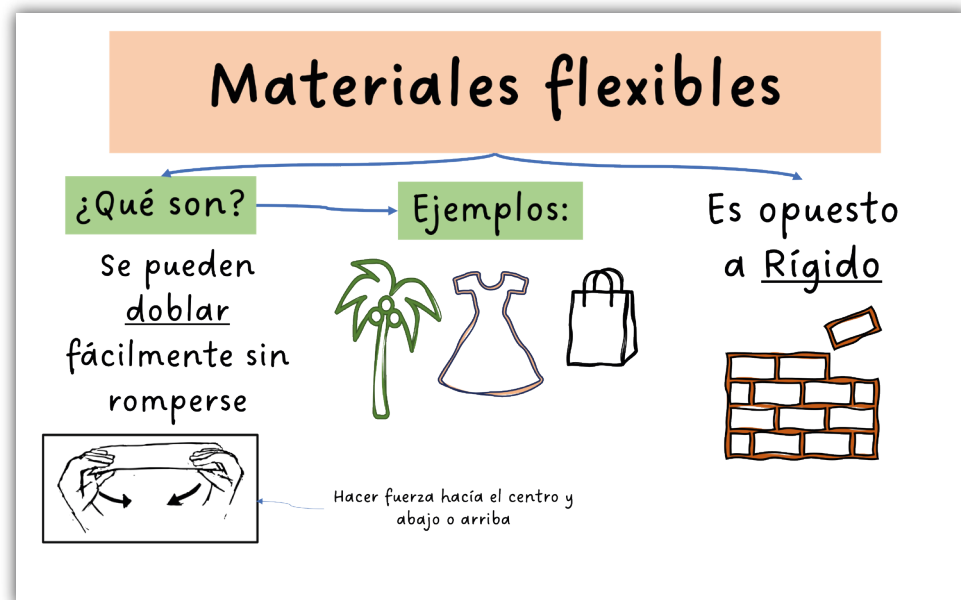 Materiales flexibles
¿Qué son?
Se pueden
doblar
fácilmente sin
romperse
Ejemplos:
Es opuesto
a Rígido
Hacer fuerza hacía el centro y
abajo o arriba